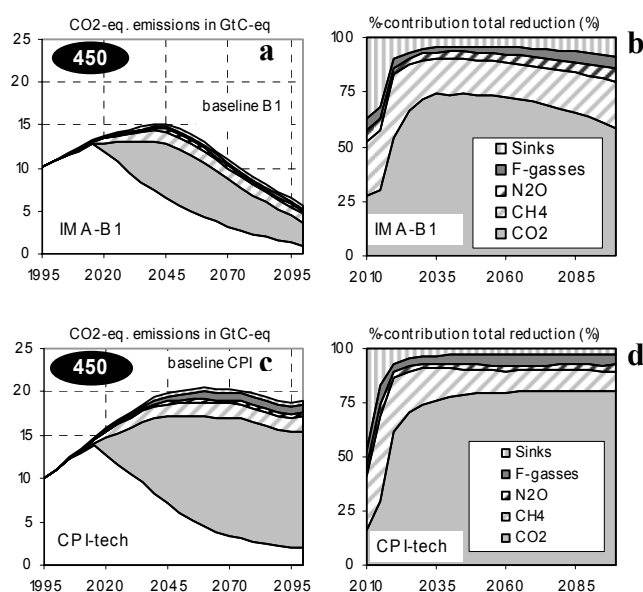 CO2-eq. emissions in GtC-eq
a
25
20
15
10
5
0
450
baseline B1
IMA-B1
1995 2020 2045 2070 2095
%-contribution total reduction (%)
b
100
75
50
25
0
Sinks
F-gasses
N2O
CH4
CO2
IMA-B1
2010 2035 2060 2085
CO2-eq. emissions in GtC-eq
c
25
20
15
10
5
0
450
baseline CPI
CPI-tech
1995 2020 2045 2070 2095
%-contribution total reduction (%)
d
100
75
50
25
0
Sinks
F-gasses
N2O
CH4
CO2
CPI-tech
2010 2035 2060 2085